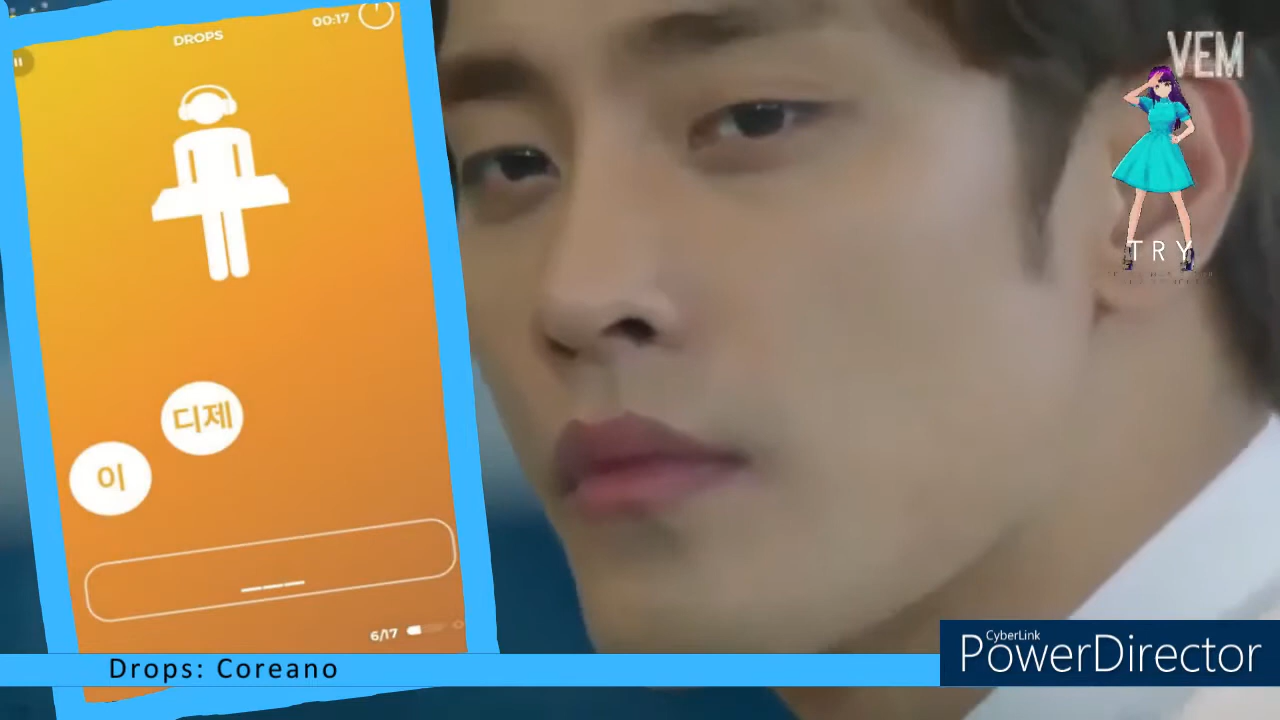 00:17
DROPS
VEM
TRY
디제
이
6/17
Drops: Coreano
CyberLink
PowerDirector